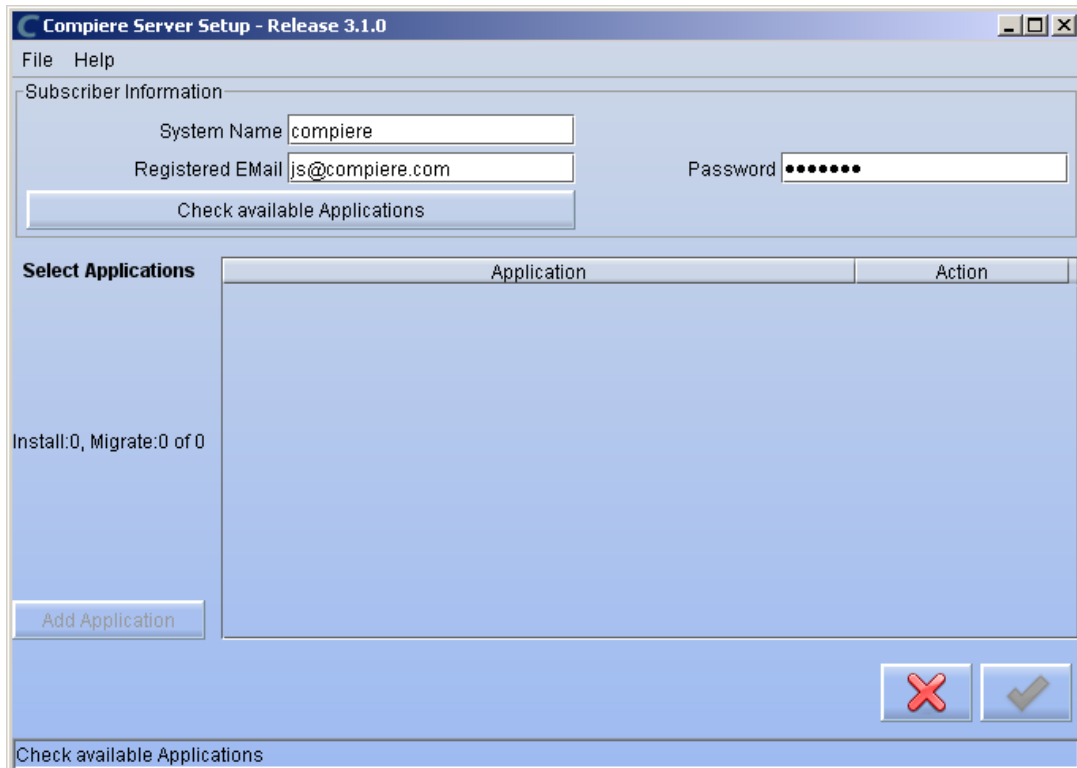 Compiere Server Setup - Release 3.1.0
File Help
Subscriber Information
System Name compiere
Registered EMail js@compiere.com Password •••••••
Check available Applications
Select Applications Application Action
Install:0, Migrate:0 of 0
Add Application
Check available Applications